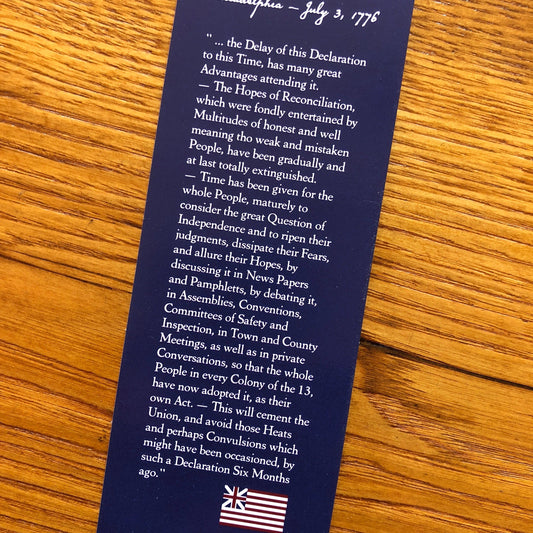 Philadelphia — July 3, 1776
" ... the Delay of this Declaration
to this Time, has many great
Advantages attending it.
— The Hopes of Reconciliation,
which were fondly entertained by
Multitudes of honest and well
meaning tho weak and mistaken
People, have been gradually and
at last totally extinguished.
— Time has been given for the
whole People, maturely to
consider the great Question of
Independence and to ripen their
judgments, dissipate their Fears,
and allure their Hopes, by
discussing it in News Papers
and Pamphletts, by debating it,
in Assemblies, Conventions,
Committees of Safety and
Inspection, in Town and County
Meetings, as well as in private
Conversations, so that the whole
People in every Colony of the 13,
have now adopted it, as their
own Act. — This will cement the
Union, and avoid those Heats
and perhaps Convulsions which
might have been occasioned, by
such a Declaration Six Months
ago."